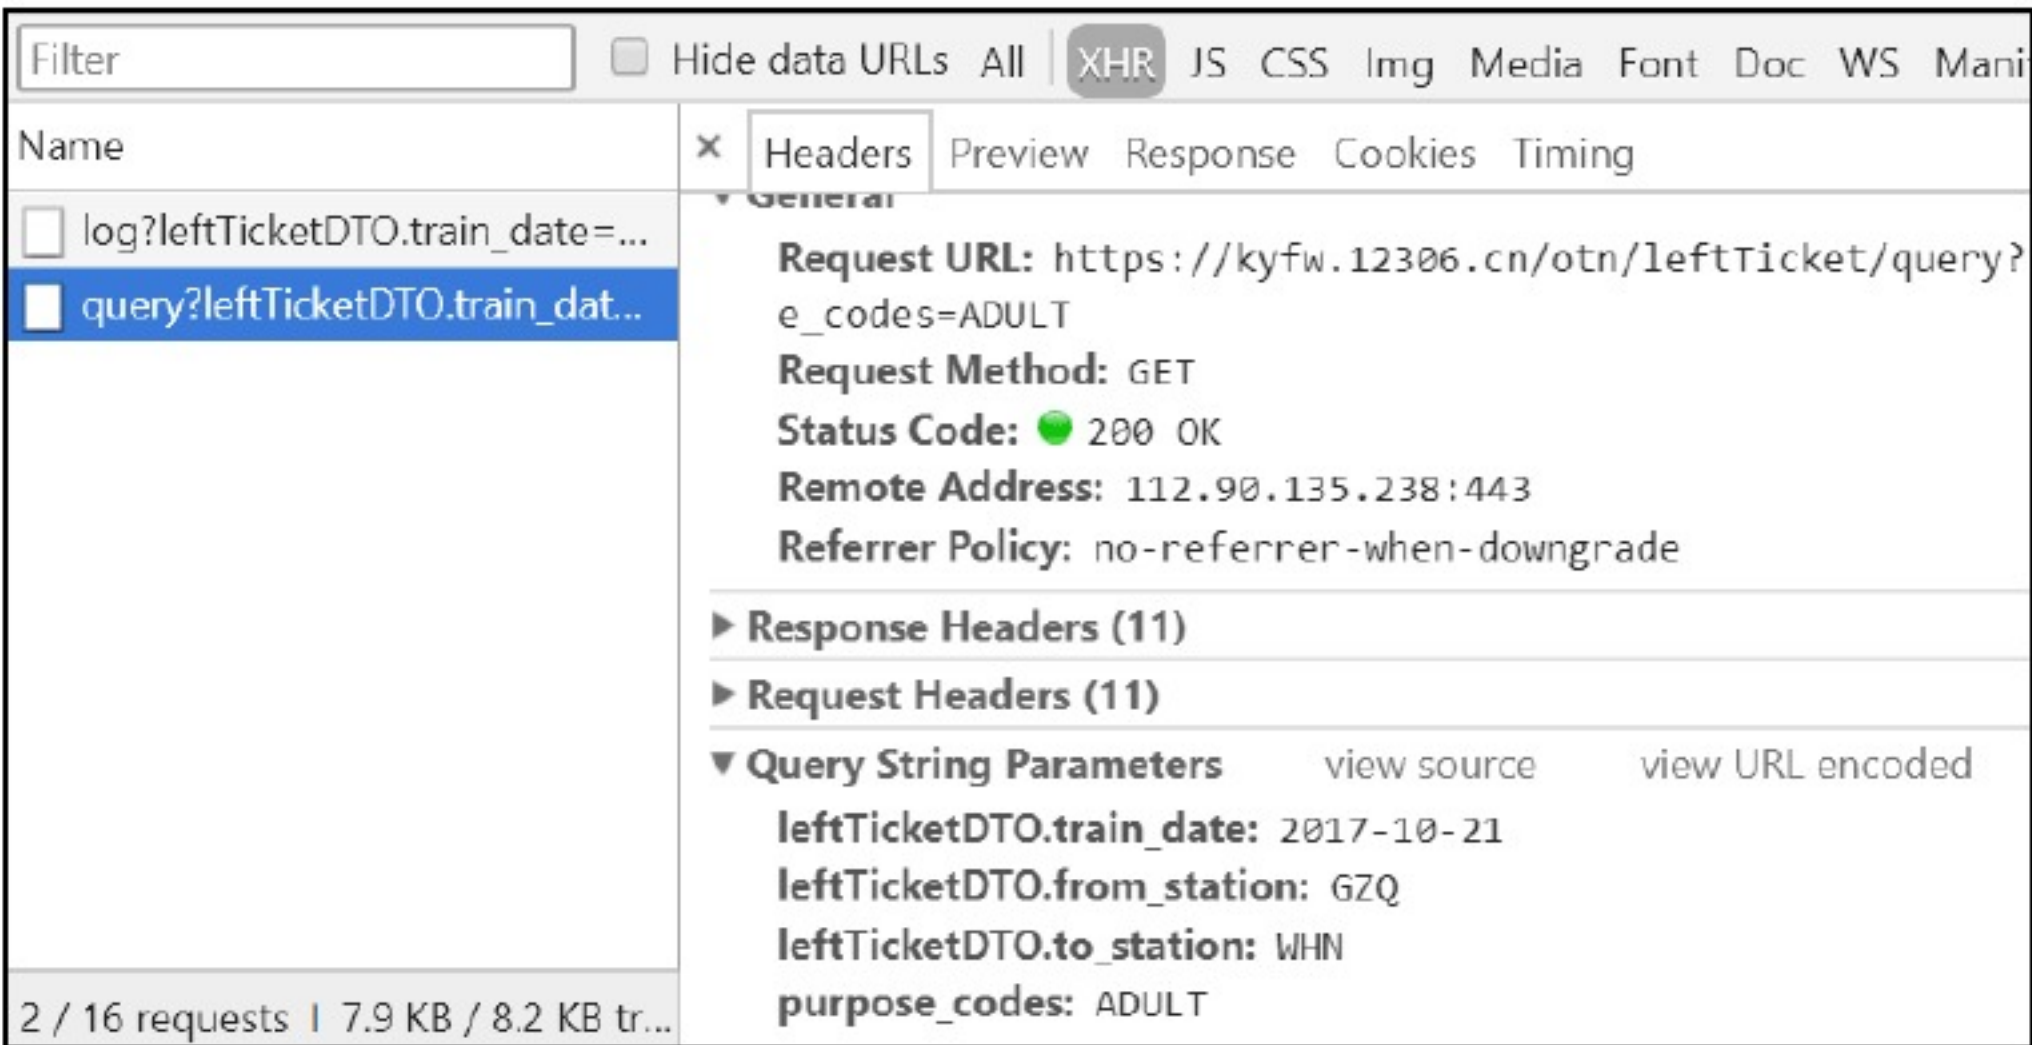 Filter Hide data URLs All XHR JS CSS Img Media Font Doc WS Mani
Name
× Headers Preview Response Cookies Timing
log?leftTicketDTO.train_date=...
query?leftTicketDTO.train_dat...
General
Request URL: https://kyfw.12306.cn/otn/leftTicket/query?
e_codes=ADULT
Request Method: GET
Status Code: 200 OK
Remote Address: 112.90.135.238:443
Referrer Policy: no-referrer-when-downgrade
Response Headers (11)
Request Headers (11)
Query String Parameters view source view URL encoded
leftTicketDTO.train_date: 2017-10-21
leftTicketDTO.from_station: GZQ
leftTicketDTO.to_station: WHN
purpose_codes: ADULT
2 / 16 requests | 7.9 KB / 8.2 KB tr...